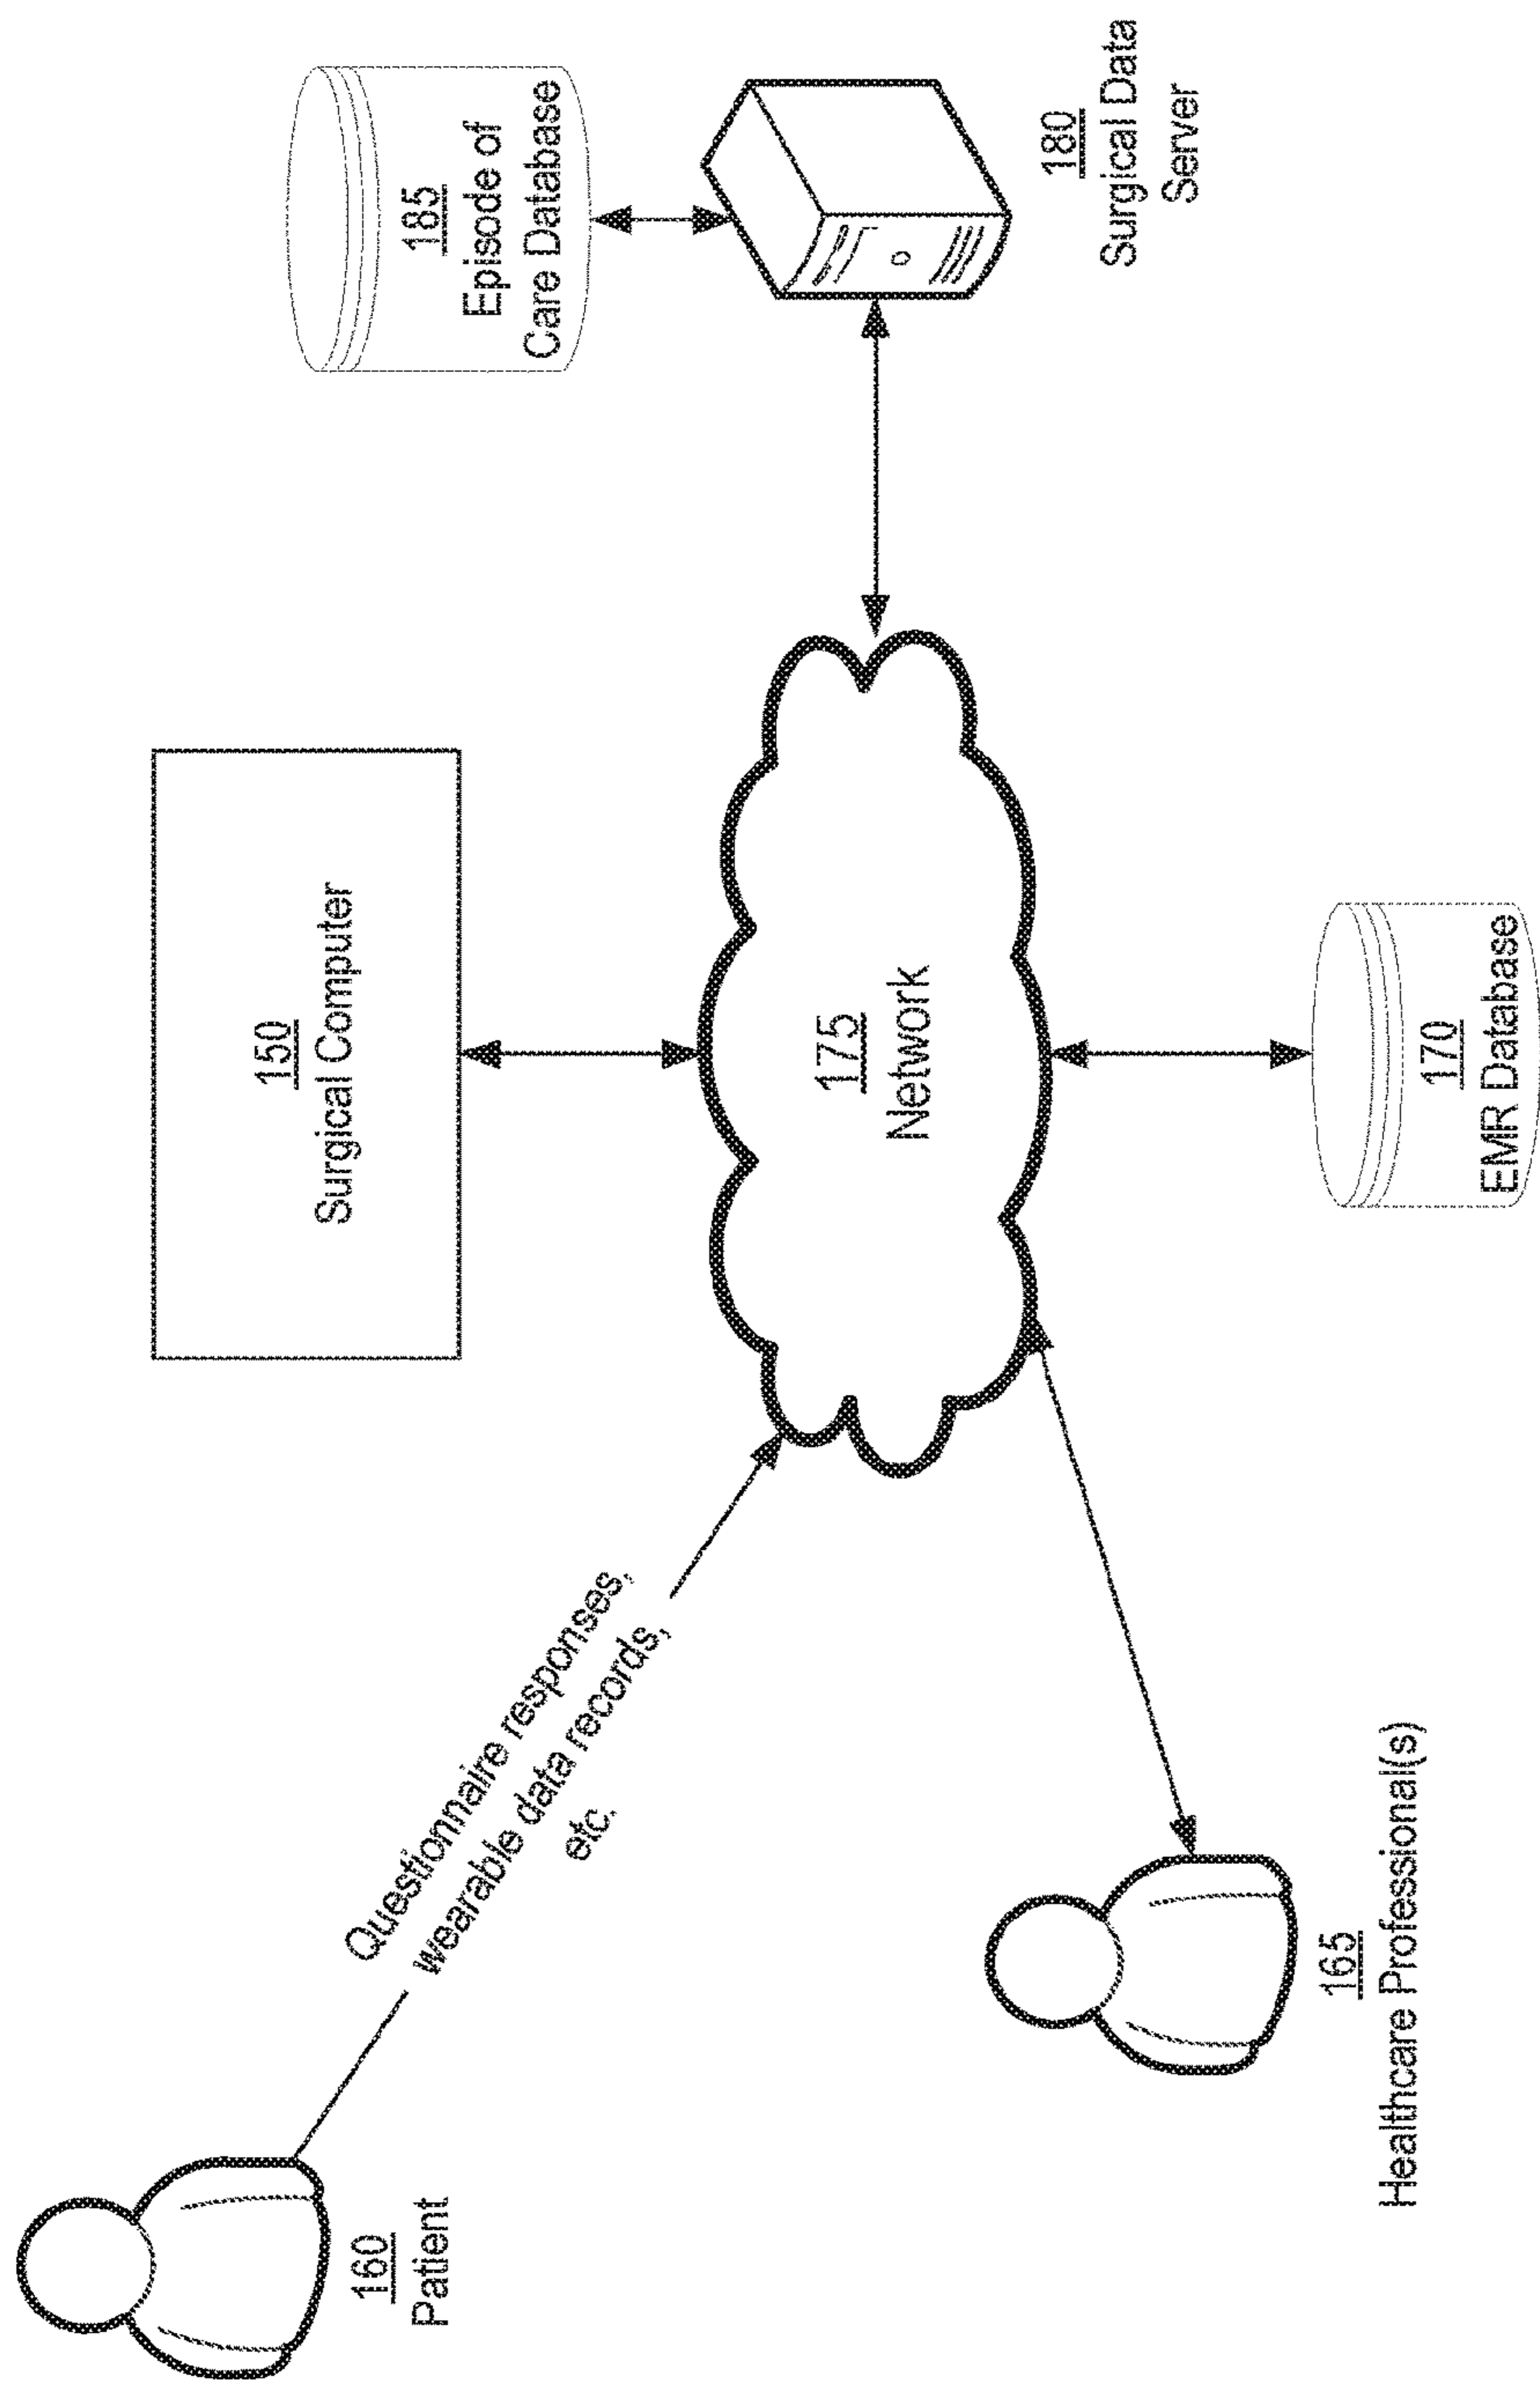 160
Patient
Questionnaire responses,
wearable data records,
etc.
150
Surgical Computer
185
Episode of
Care Database
175
Network
180
Surgical Data
Server
165
Healthcare Professional(s)
170
EMR Database